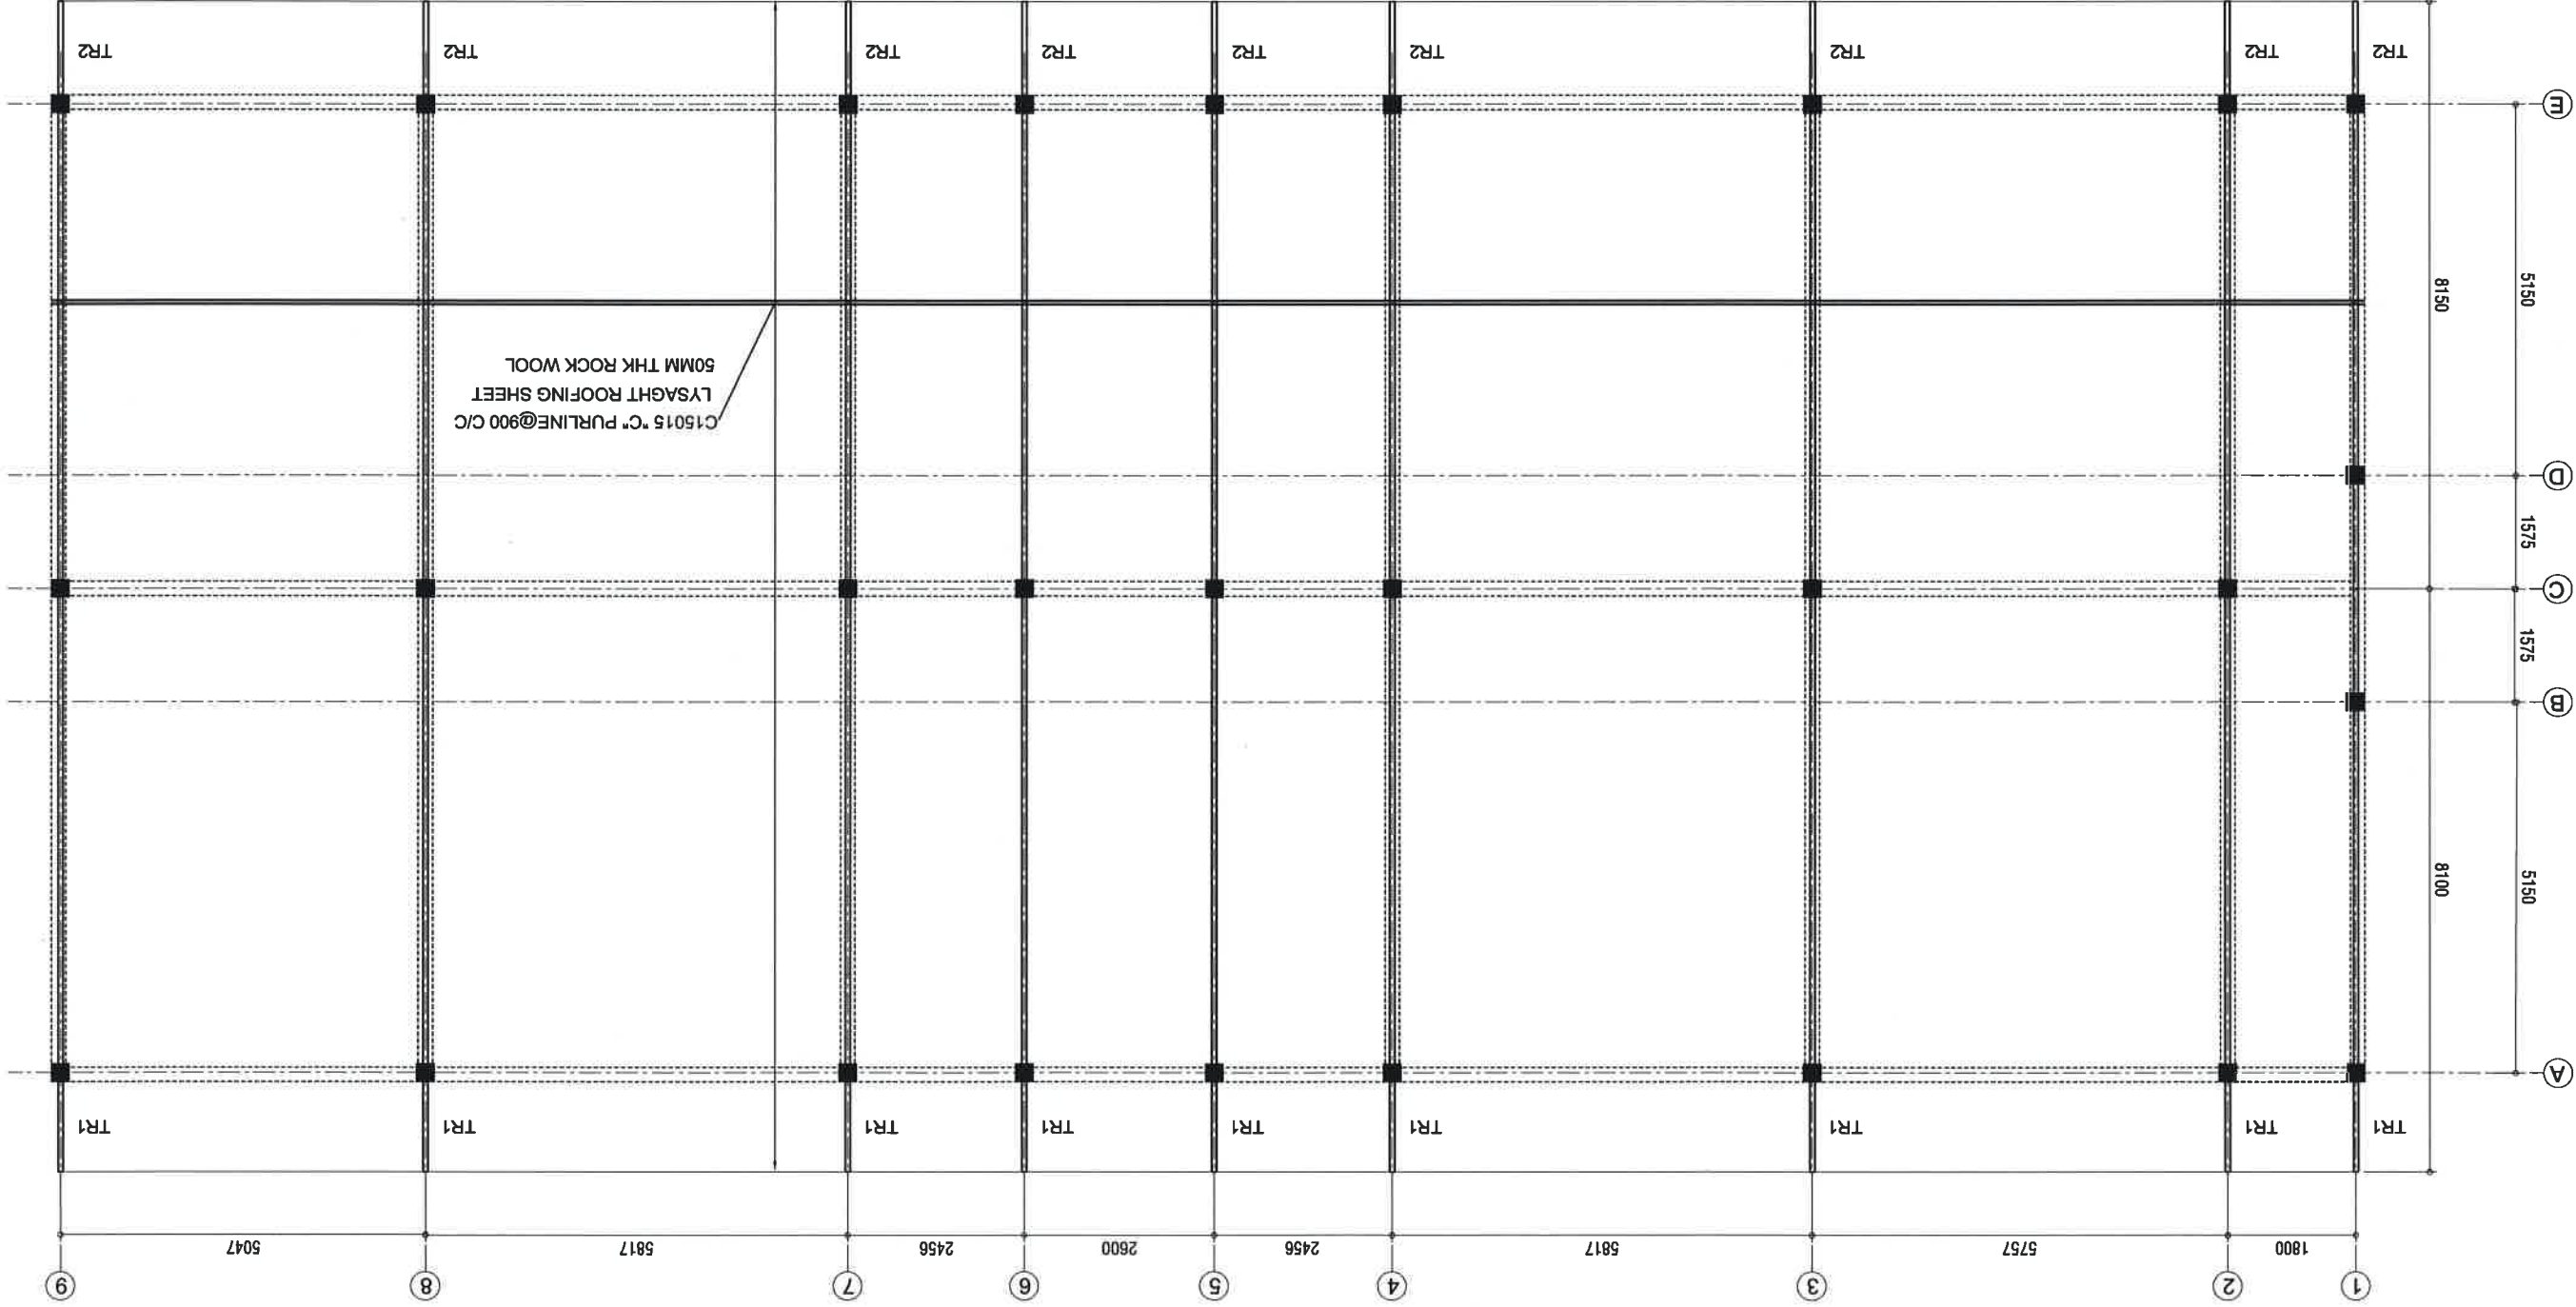 1 2 3 4 5 6 7 8 9
1800 5757 5817 2456 2600 2456 5817 5047
TR1 TR1 TR1 TR1 TR1 TR1 TR1 TR1 TR1
A
5150 8100
B
1575
C
1575
D
C15015 "C" PURLINE@900 C/C
LYSAGHT ROOFING SHEET
50MM THK ROCK WOOL
5150 8150
E
TR2 TR2 TR2 TR2 TR2 TR2 TR2 TR2 TR2